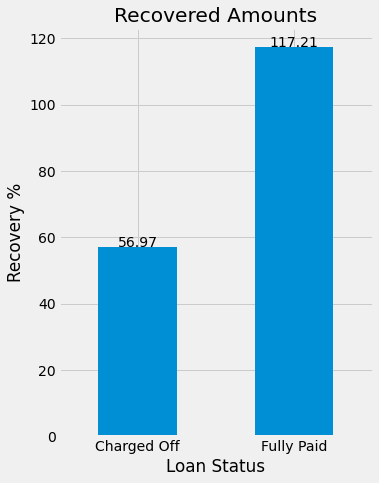 Recovered Amounts
Recovery %
120
100
80
60
40
20
0
56.97
117.21
Charged Off
Fully Paid
Loan Status